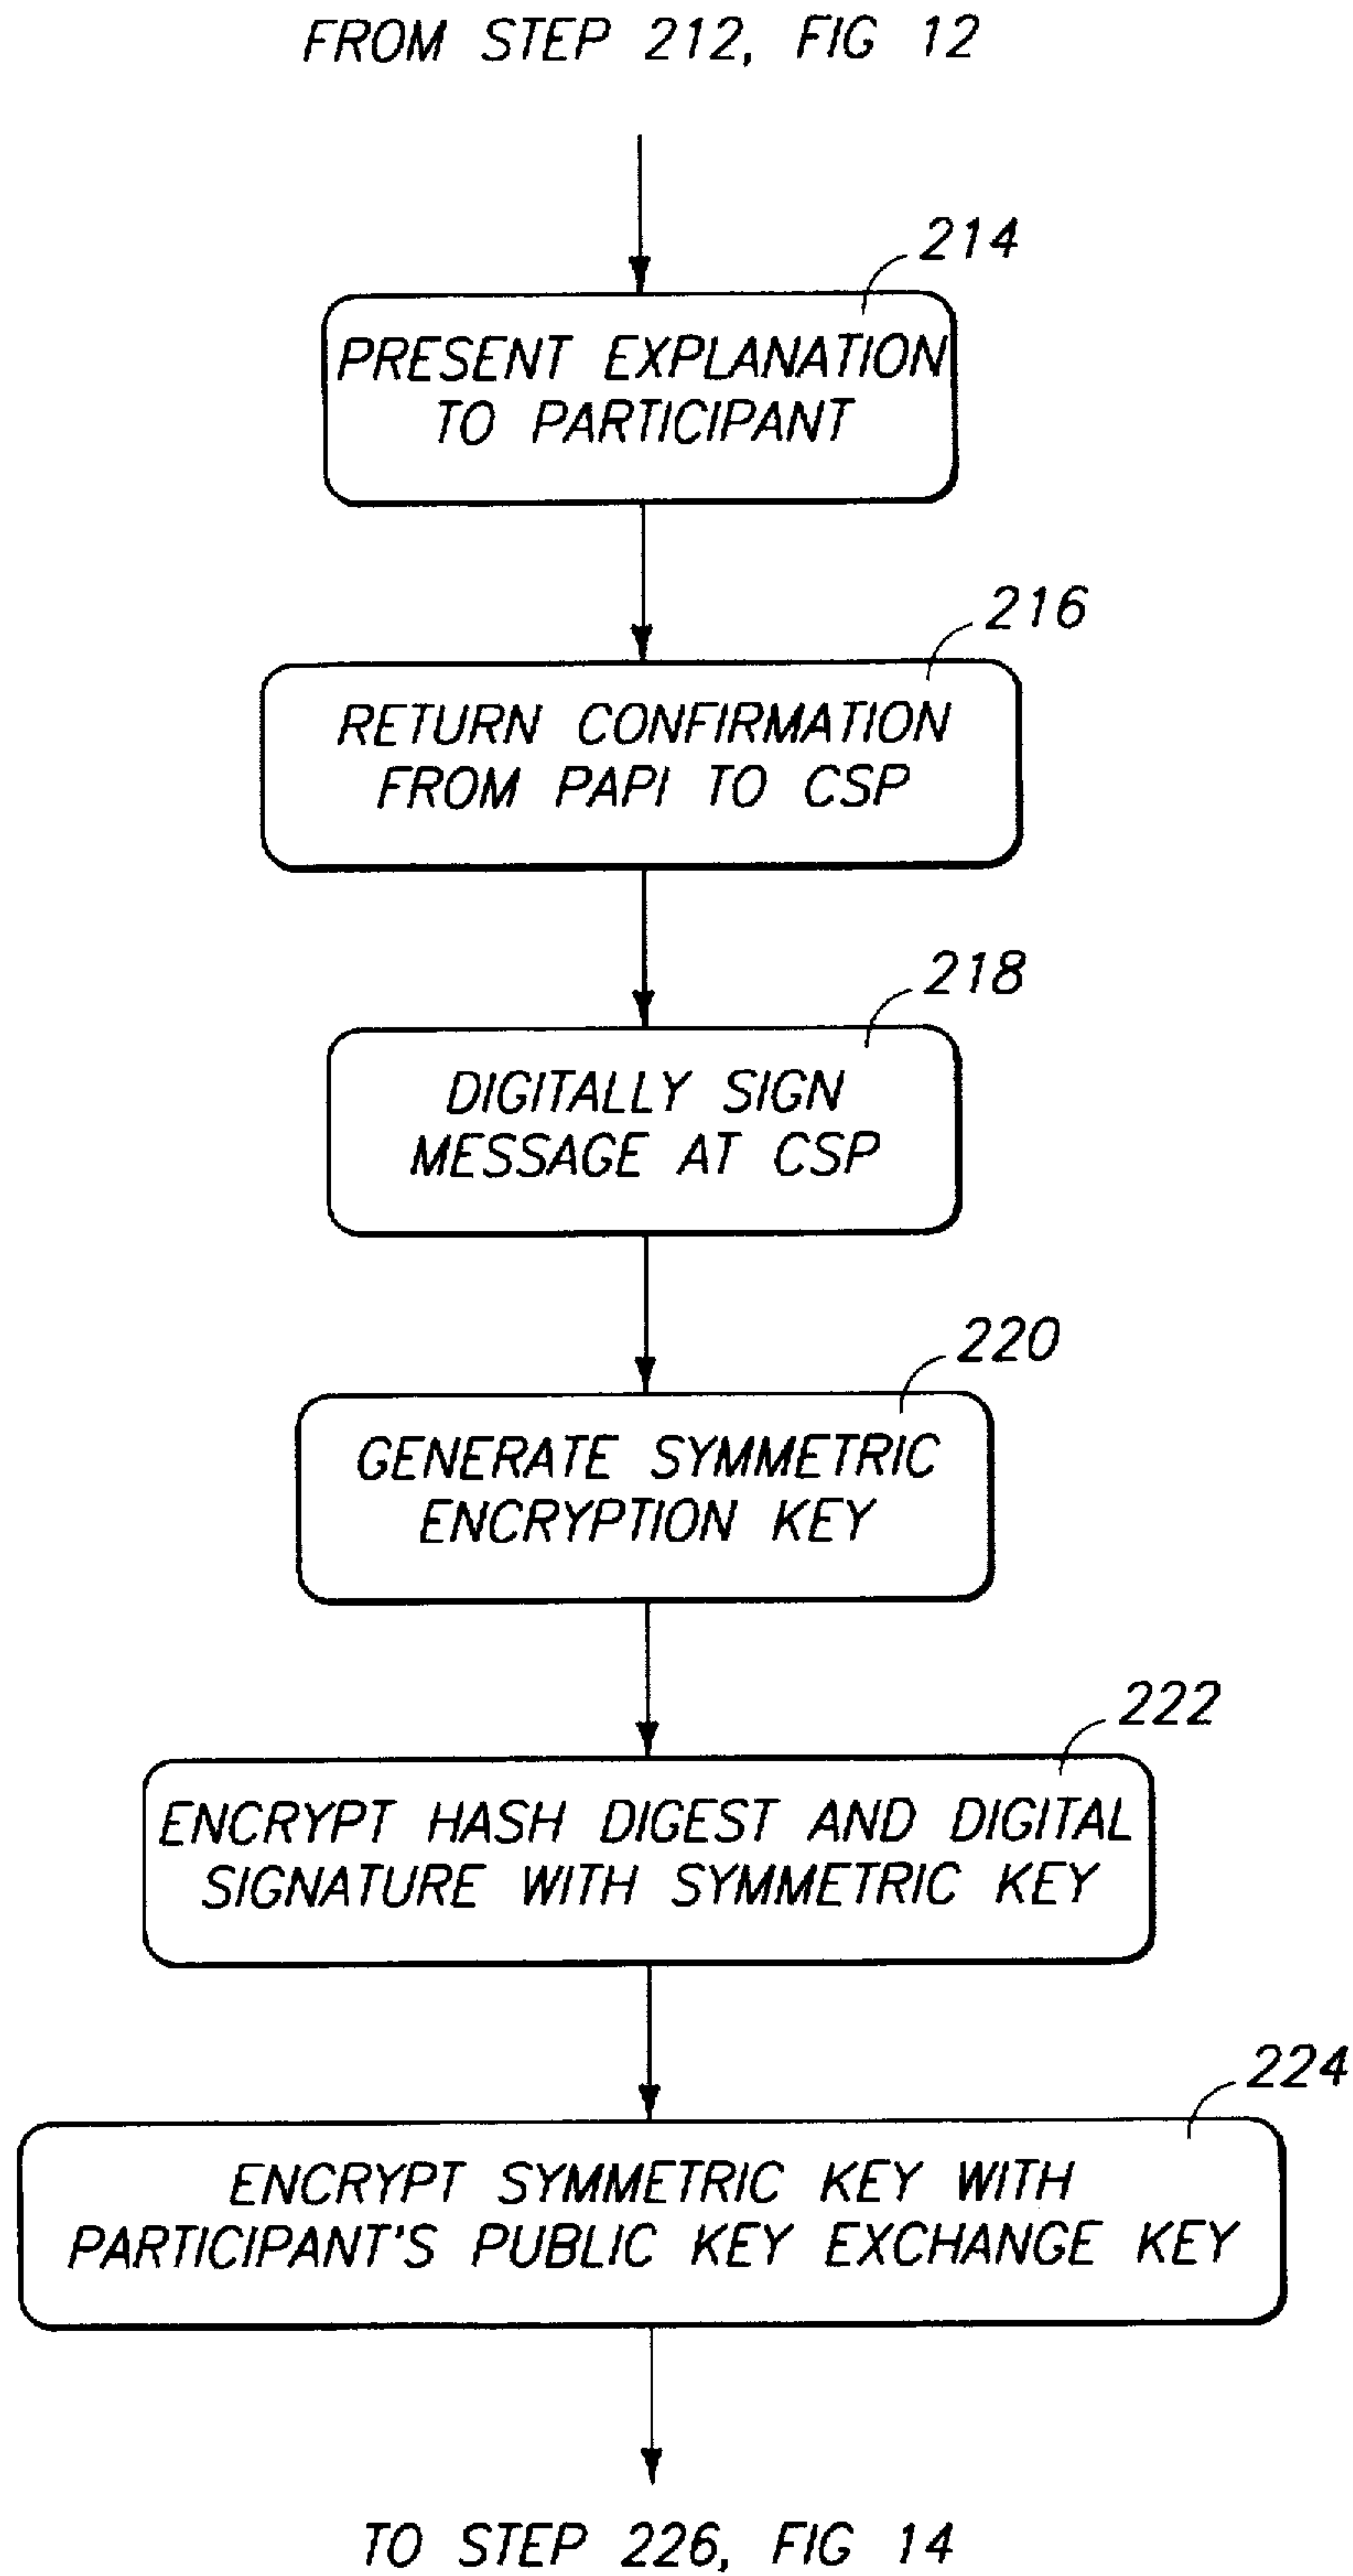 FROM STEP 212, FIG 12
214
PRESENT EXPLANATION
TO PARTICIPANT
216
RETURN CONFIRMATION
FROM PAPI TO CSP
218
DIGITALLY SIGN
MESSAGE AT CSP
220
GENERATE SYMMETRIC
ENCRYPTION KEY
222
ENCRYPT HASH DIGEST AND DIGITAL
SIGNATURE WITH SYMMETRIC KEY
224
ENCRYPT SYMMETRIC KEY WITH
PARTICIPANT'S PUBLIC KEY EXCHANGE KEY
TO STEP 226, FIG 14